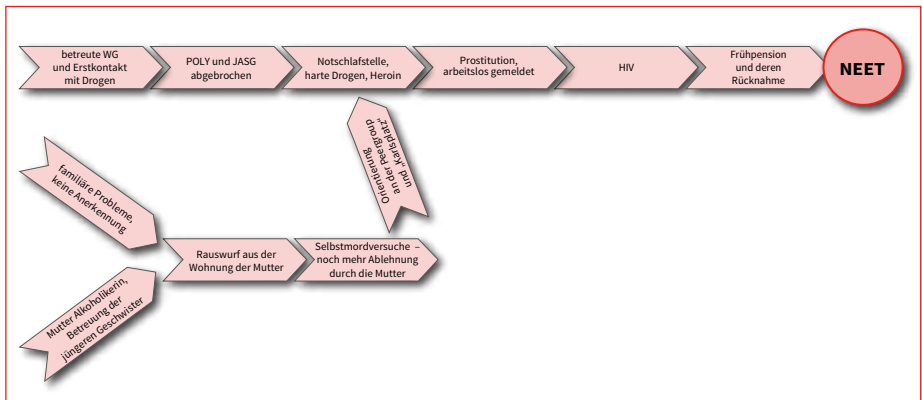 betreute WG
und Erstkontakt
mit Drogen
POLY und JASG
abgebrochen
Notschlafstelle,
harte Drogen, Heroin
Prostitution,
arbeitslos gemeldet
HIV
Frühpension
und deren
Rücknahme
NEET
Orientierung
an der Peergroup
und „Karlsplatz“
familiäre Probleme,
keine Anerkennung
Rauswurf aus der
Wohnung der Mutter
Selbstmordversuche –
noch mehr Ablehnung
durch die Mutter
Mutter Alkoholikerin,
Betreuung der
jüngeren Geschwister